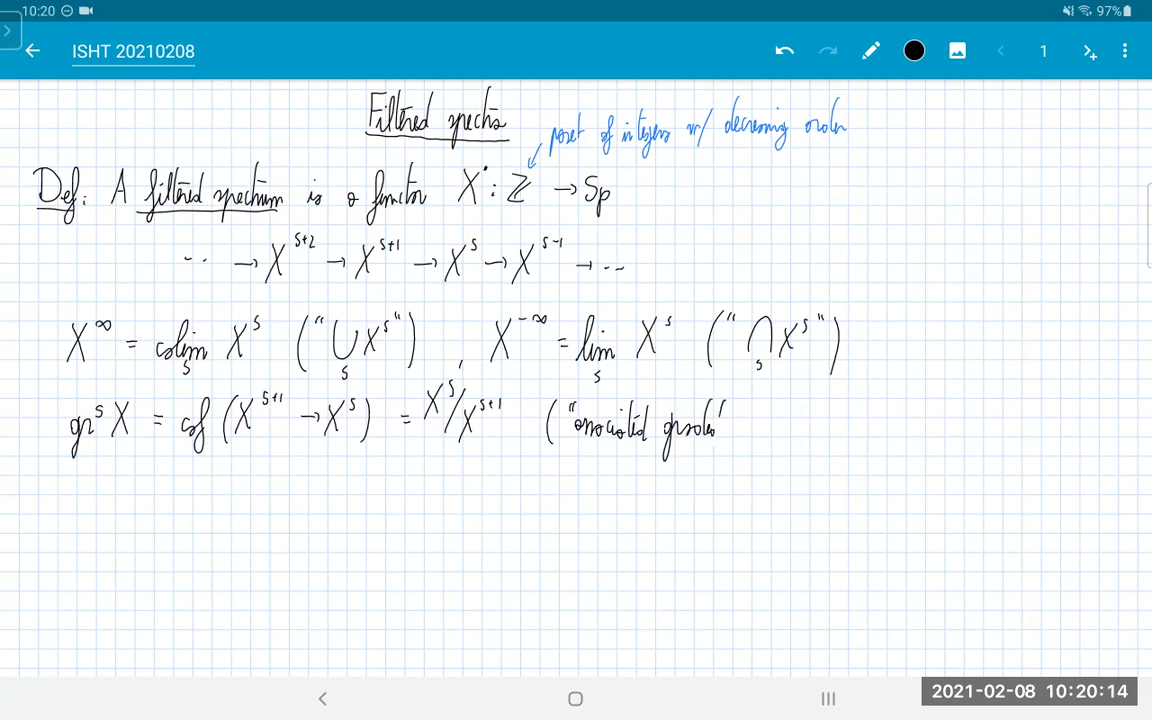 10:20
97%
ISHT 20210208
1
Filtered spectra
poset of integers w/ decreasing order
Def: A filtered spectrum is a functor X^• : ℤ → Sp
·· → X^{s+2} → X^{s+1} → X^s → X^{s-1} → ···
X^∞ = colim_s X^s ("⋃_s X^s") , X^{-∞} = lim_s X^s ("⋂_s X^s")
gr^s X = cof (X^{s+1} → X^s) = X^s/X^{s+1} ("associated graded"
2021-02-08 10:20:14